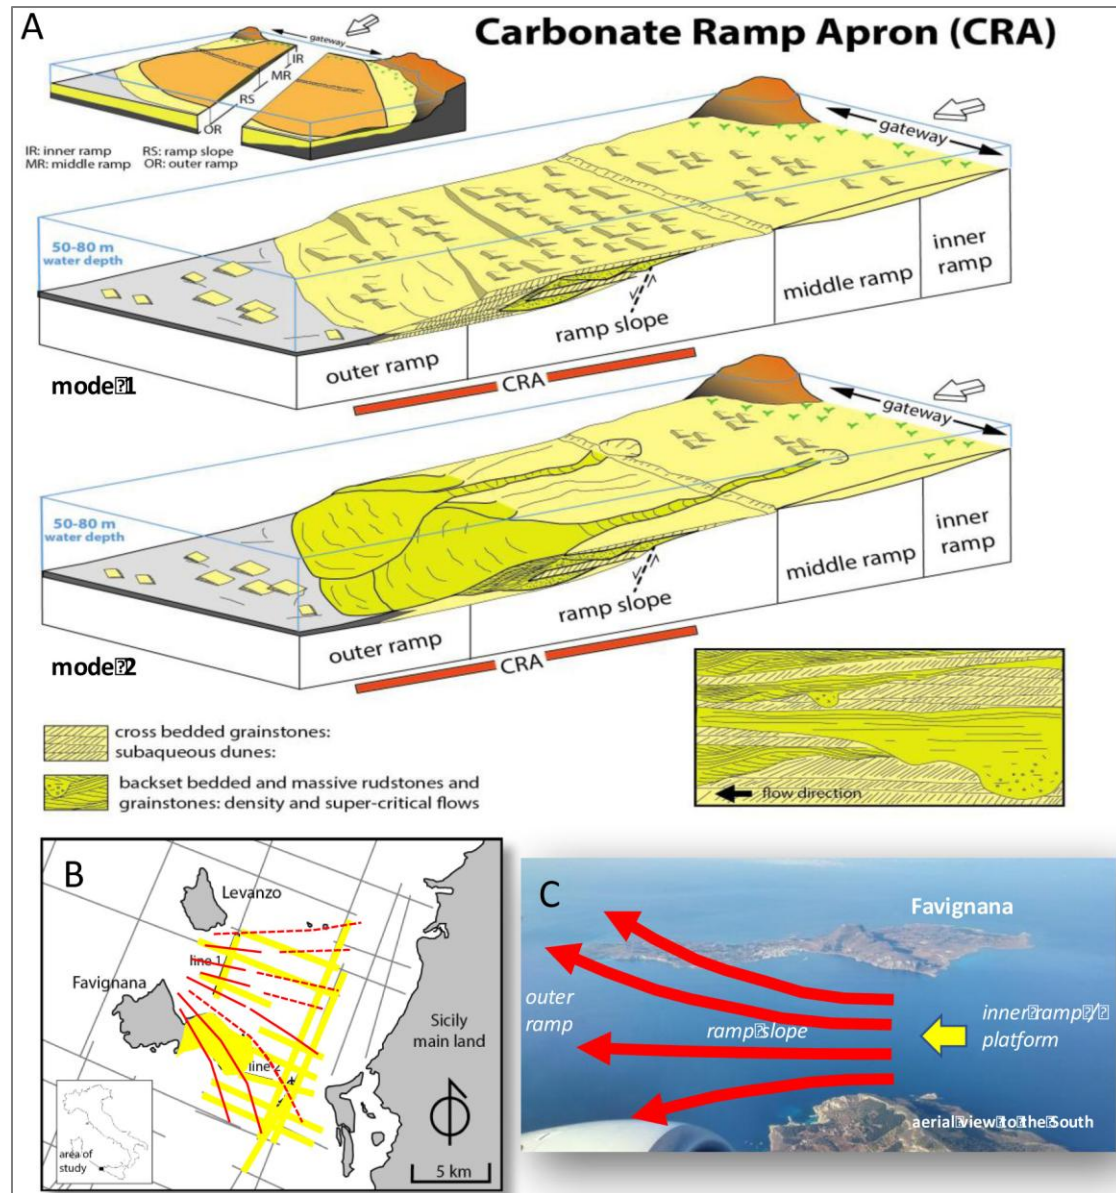 A
Carbonate Ramp Apron (CRA)
gateway
IR
MR
RS
OR
IR: inner ramp
RS: ramp slope
MR: middle ramp
OR: outer ramp
gateway
50-80 m
water depth
inner
ramp
middle ramp
ramp slope
outer ramp
CRA
mode 1
gateway
50-80 m
water depth
inner
ramp
middle ramp
ramp slope
outer ramp
CRA
mode 2
cross bedded grainstones:
subaqueous dunes:
backset bedded and massive rudstones and
grainstones: density and super-critical flows
flow direction
B
Levanzo
line 1
Favignana
Sicily
main land
line 2
area of
study
5 km
C
Favignana
outer
ramp
ramp slope
inner ramp /
platform
aerial view to the South